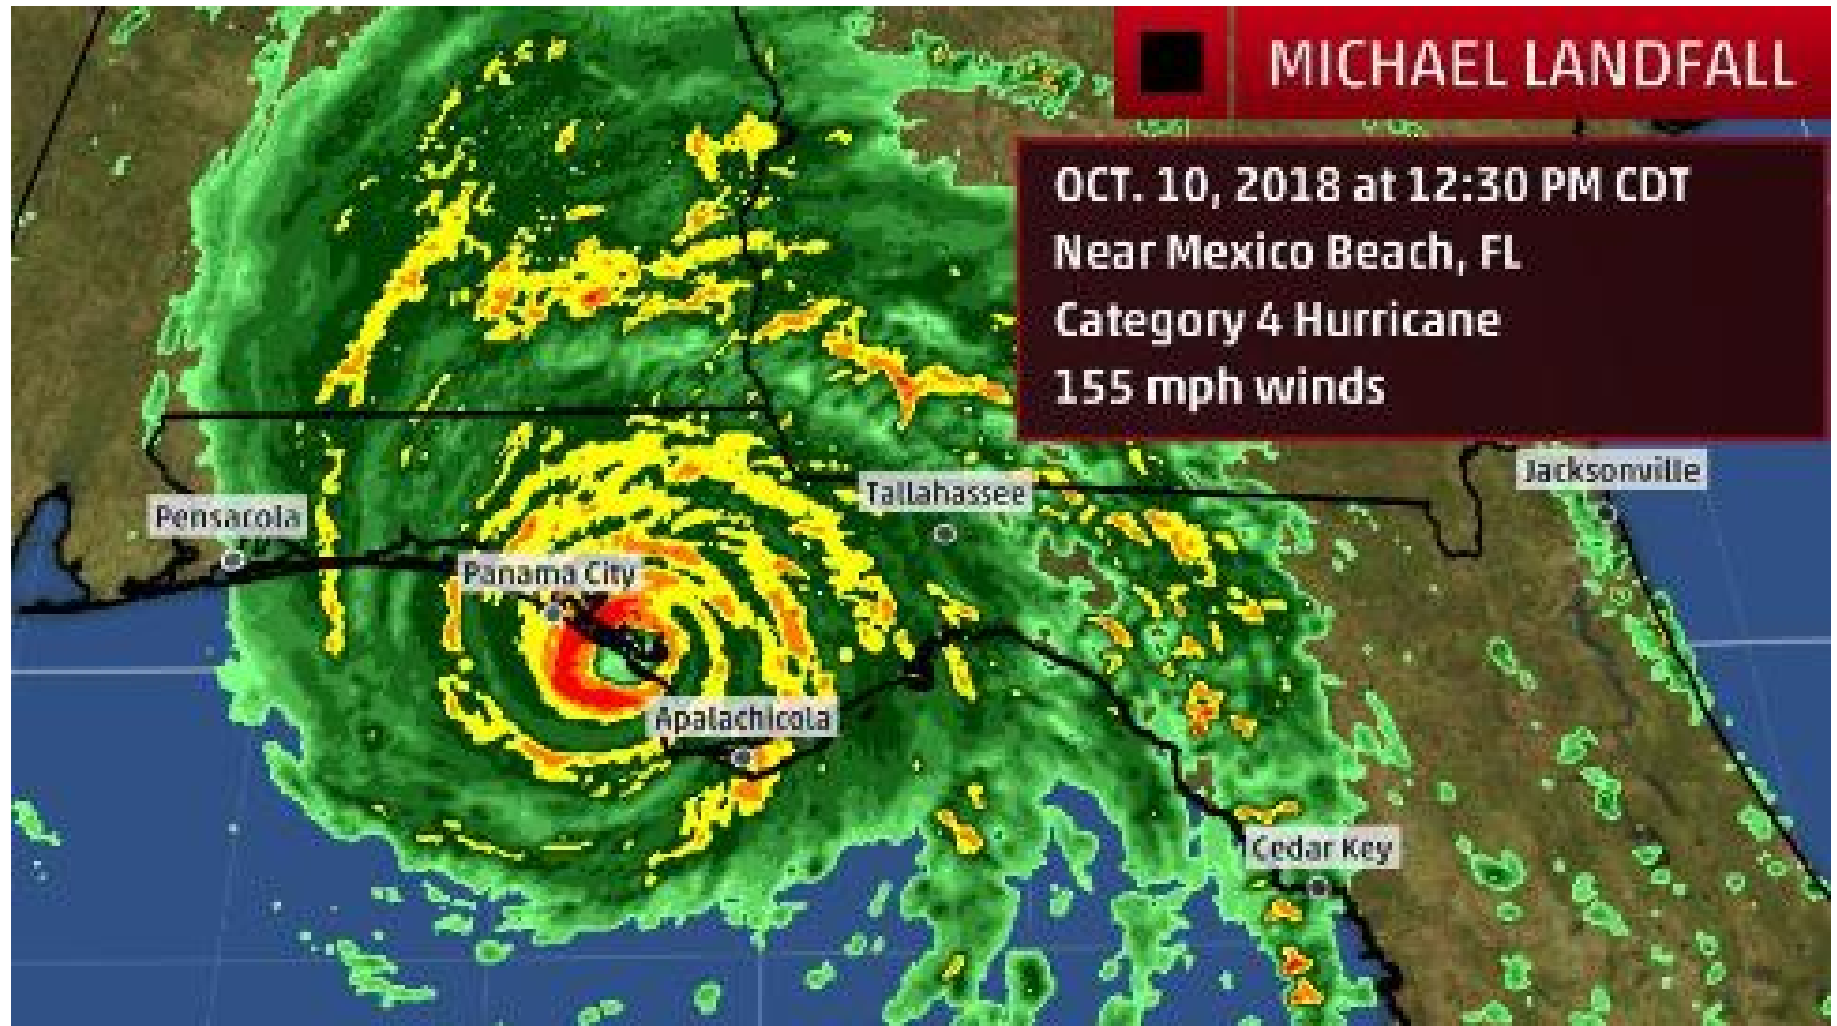 MICHAEL LANDFALL
OCT. 10, 2018 at 12:30 PM CDT
Near Mexico Beach, FL
Category 4 Hurricane
155 mph winds
Jacksonville
Tallahassee
Pensacola
Panama City
Apalachicola
Cedar Key